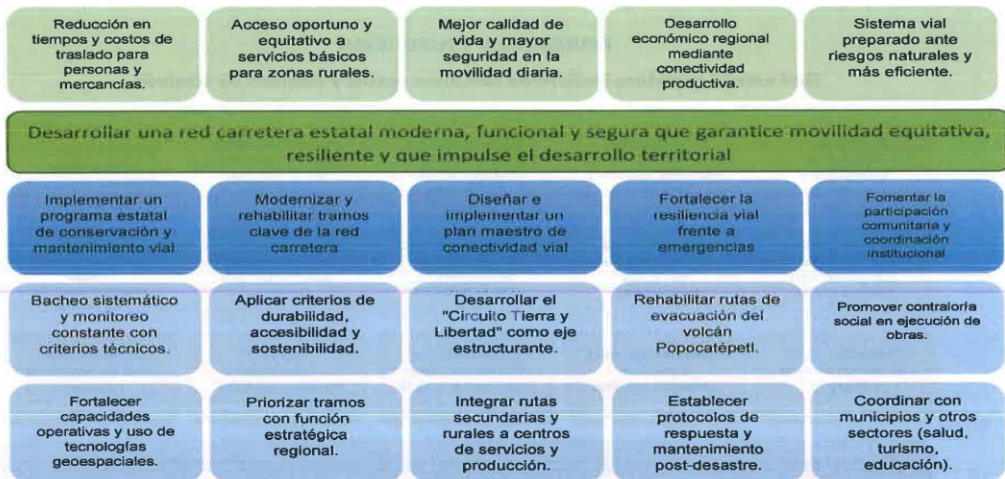 Reducción en
tiempos y costos de
traslado para
personas y
mercancías.
Acceso oportuno y
equitativo a
servicios básicos
para zonas rurales.
Mejor calidad de
vida y mayor
seguridad en la
movilidad diaria.
Desarrollo
económico regional
mediante
conectividad
productiva.
Sistema vial
preparado ante
riesgos naturales y
más eficiente.
Desarrollar una red carretera estatal moderna, funcional y segura que garantice movilidad equitativa,
resiliente y que impulse el desarrollo territorial
Implementar un
programa estatal
de conservación y
mantenimiento vial
Modernizar y
rehabilitar tramos
clave de la red
carretera
Diseñar e
implementar un
plan maestro de
conectividad vial
Fortalecer la
resiliencia vial
frente a
emergencias
Fomentar la
participación
comunitaria y
coordinación
institucional
Bacheo sistemático
y monitoreo
constante con
criterios técnicos.
Aplicar criterios de
durabilidad,
accesibilidad y
sostenibilidad.
Desarrollar el
"Circuito Tierra y
Libertad" como eje
estructurante.
Rehabilitar rutas de
evacuación del
volcán
Popocatépetl.
Promover contraloría
social en ejecución de
obras.
Fortalecer
capacidades
operativas y uso de
tecnologías
geoespaciales.
Priorizar tramos
con función
estratégica
regional.
Integrar rutas
secundarias y
rurales a centros
de servicios y
producción.
Establecer
protocolos de
respuesta y
mantenimiento
post-desastre.
Coordinar con
municipios y otros
sectores (salud,
turismo,
educación).